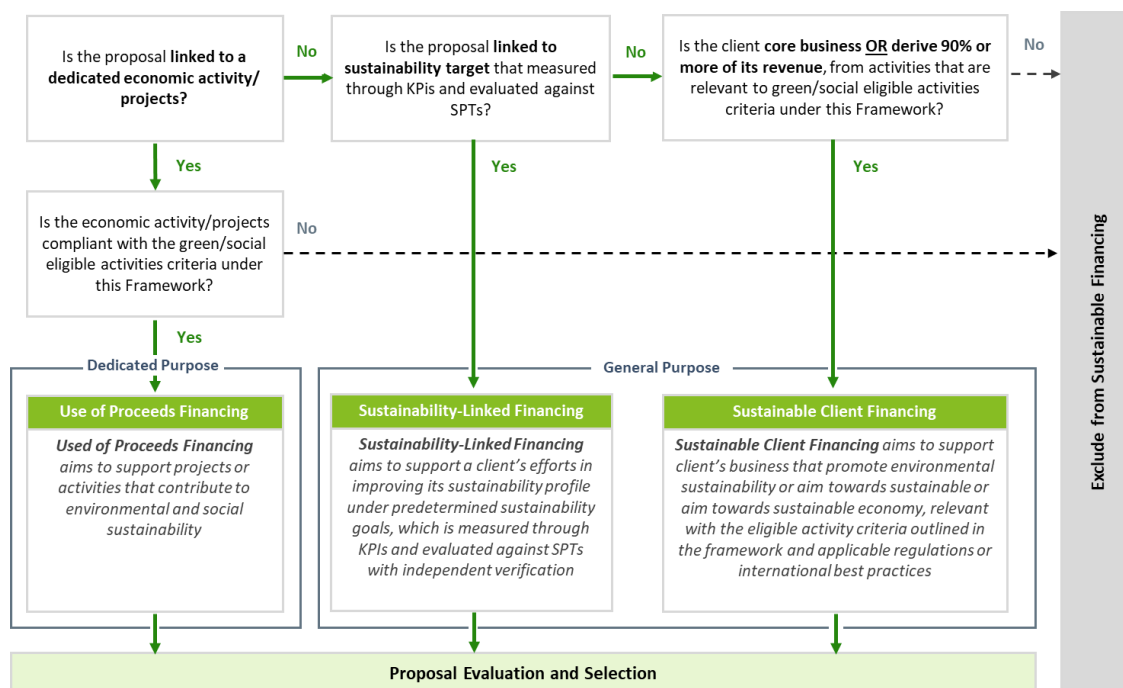 Is the proposal linked to a
dedicated economic activity/
projects?
No
Is the proposal linked to
sustainability target that measured
through KPis and evaluated against
SPTs?
No
Is the client core business OR derive 90% or
more of its revenue, from activities that are
relevant to green/social eligible activities
criteria under this Framework?
No
Yes
Yes
Yes
Is the economic activity/projects
compliant with the green/social
eligible activities criteria under
this Framework?
No
Yes
Exclude from Sustainable Financing
Dedicated Purpose
General Purpose
Use of Proceeds Financing
Used of Proceeds Financing
aims to support projects or
activities that contribute to
environmental and social
sustainability
Sustainability-Linked Financing
Sustainability-Linked Financing
aims to support a client’s efforts in
improving its sustainability profile
under predetermined sustainability
goals, which is measured through
KPIs and evaluated against SPTs
with independent verification
Sustainable Client Financing
Sustainable Client Financing aims to support
client’s business that promote environmental
sustainability or aim towards sustainable or
aim towards sustainable economy, relevant
with the eligible activity criteria outlined in
the framework and applicable regulations or
international best practices
Proposal Evaluation and Selection